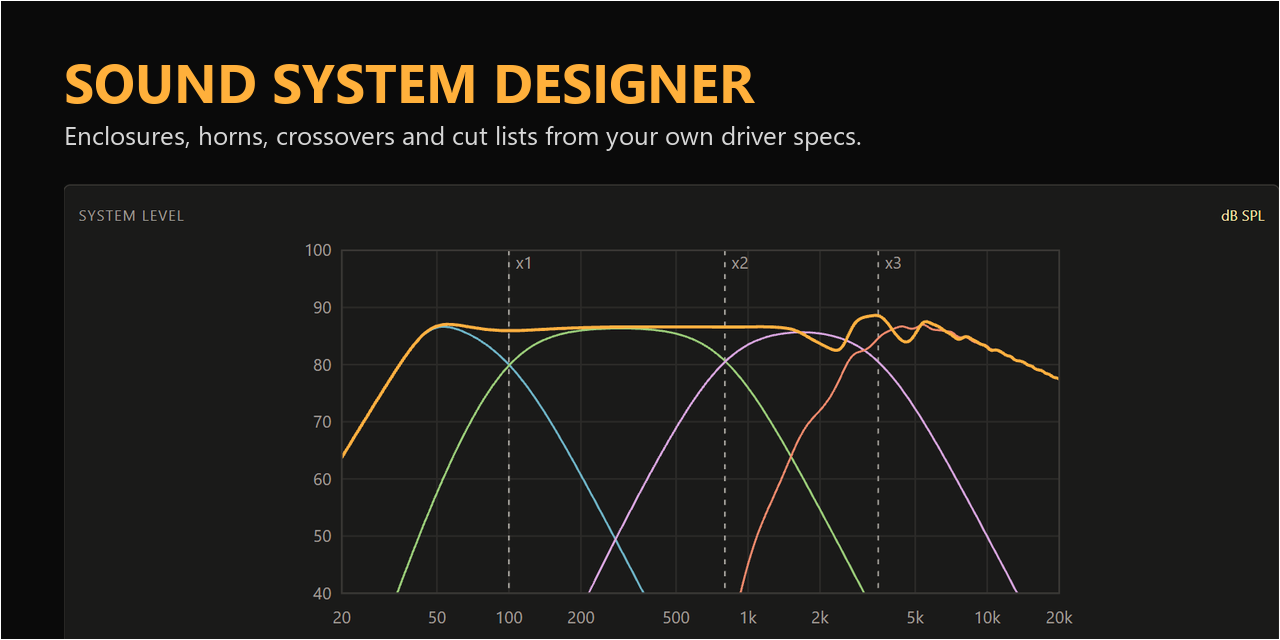 SOUND SYSTEM DESIGNER
Enclosures, horns, crossovers and cut lists from your own driver specs.
SYSTEM LEVEL
dB SPL
100
x1
x2
x3
90
80
70
60
50
40
20
50
100
200
500
1k
2k
5k
10k
20k